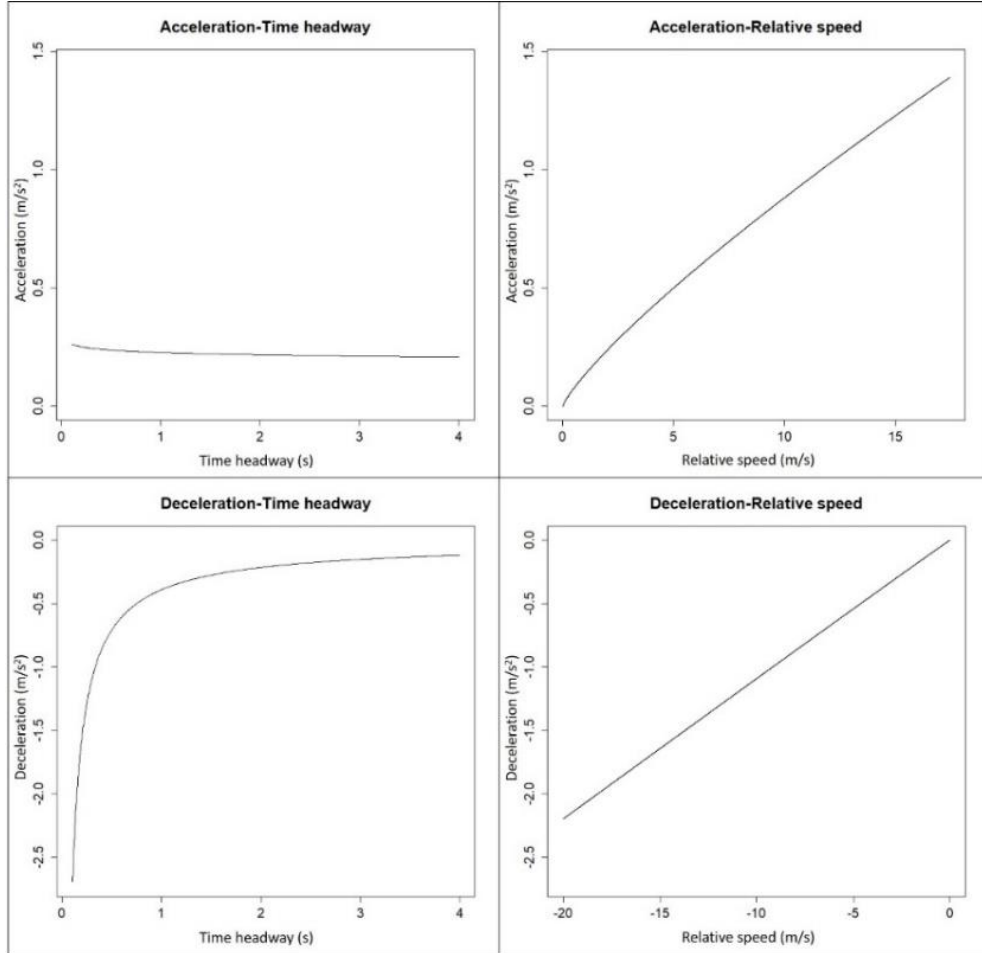 Acceleration-Time headway
Acceleration (m/s²)
1.5
1.0
0.5
0.0
0 1 2 3 4
Time headway (s)
Acceleration-Relative speed
Acceleration (m/s²)
1.5
1.0
0.5
0.0
0 5 10 15
Relative speed (m/s)
Deceleration-Time headway
Deceleration (m/s²)
0.0
-0.5
-1.0
-1.5
-2.0
-2.5
0 1 2 3 4
Time headway (s)
Deceleration-Relative speed
Deceleration (m/s²)
0.0
-0.5
-1.0
-1.5
-2.0
-2.5
-20 -15 -10 -5 0
Relative speed (m/s)